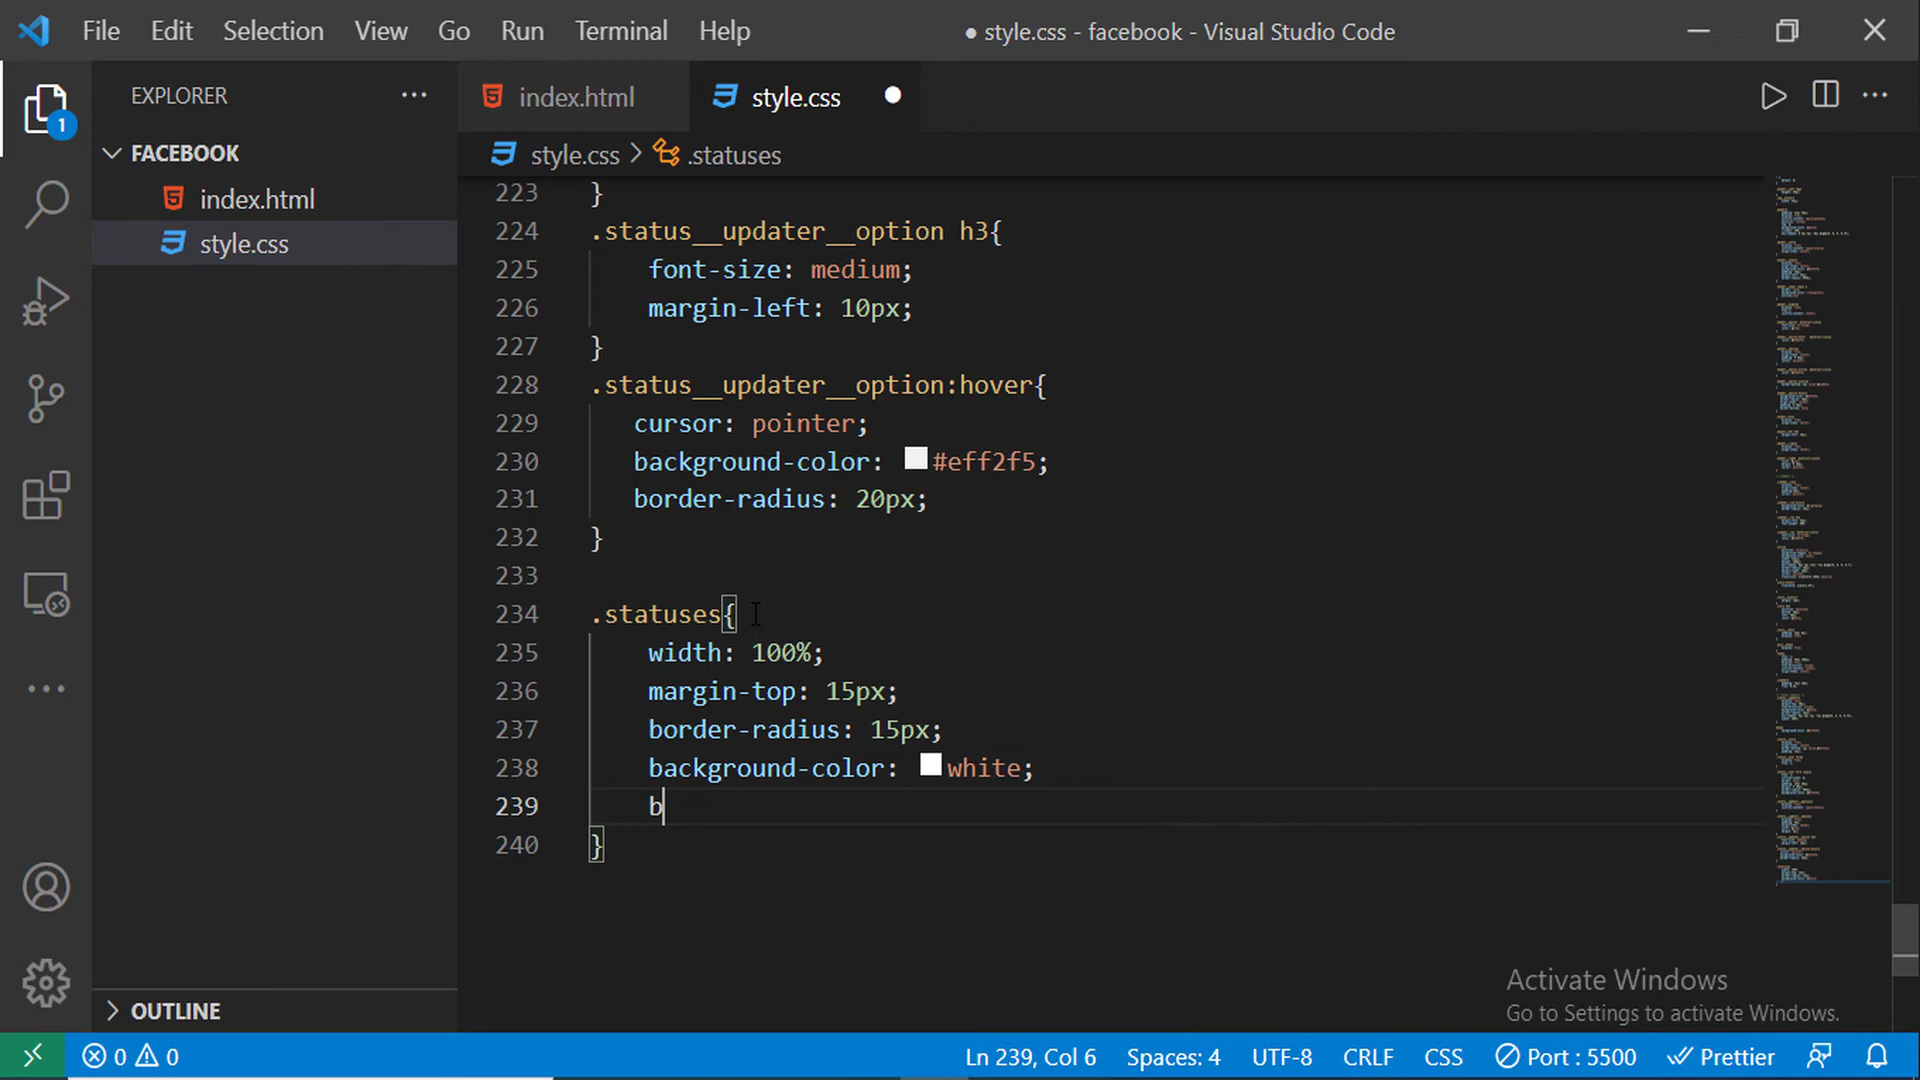 File Edit Selection View Go Run Terminal Help
● style.css - facebook - Visual Studio Code
EXPLORER
index.html
style.css
1
FACEBOOK
style.css > .statuses
index.html
style.css
223 }
224 .status__updater__option h3{
225 font-size: medium;
226 margin-left: 10px;
227 }
228 .status__updater__option:hover{
229 cursor: pointer;
230 background-color: #eff2f5;
231 border-radius: 20px;
232 }
233
234 .statuses{
235 width: 100%;
236 margin-top: 15px;
237 border-radius: 15px;
238 background-color: white;
239 b
240 }
Activate Windows
Go to Settings to activate Windows.
OUTLINE
0 0
Ln 239, Col 6 Spaces: 4 UTF-8 CRLF CSS Port : 5500 Prettier